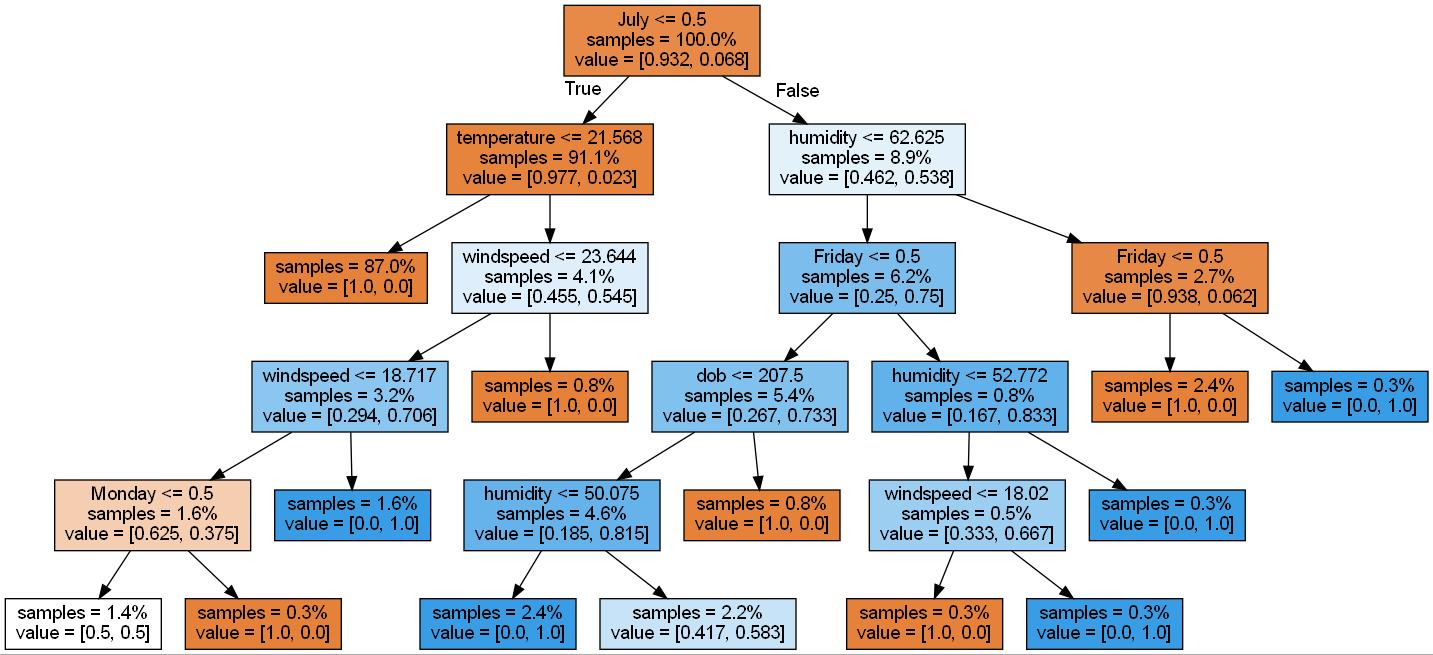 July <= 0.5
samples = 100.0%
value = [0.932, 0.068]
True
False
temperature <= 21.568
samples = 91.1%
value = [0.977, 0.023]
humidity <= 62.625
samples = 8.9%
value = [0.462, 0.538]
samples = 87.0%
value = [1.0, 0.0]
windspeed <= 23.644
samples = 4.1%
value = [0.455, 0.545]
Friday <= 0.5
samples = 6.2%
value = [0.25, 0.75]
Friday <= 0.5
samples = 2.7%
value = [0.938, 0.062]
windspeed <= 18.717
samples = 3.2%
value = [0.294, 0.706]
samples = 0.8%
value = [1.0, 0.0]
dob <= 207.5
samples = 5.4%
value = [0.267, 0.733]
humidity <= 52.772
samples = 0.8%
value = [0.167, 0.833]
samples = 2.4%
value = [1.0, 0.0]
samples = 0.3%
value = [0.0, 1.0]
Monday <= 0.5
samples = 1.6%
value = [0.625, 0.375]
samples = 1.6%
value = [0.0, 1.0]
humidity <= 50.075
samples = 4.6%
value = [0.185, 0.815]
samples = 0.8%
value = [1.0, 0.0]
windspeed <= 18.02
samples = 0.5%
value = [0.333, 0.667]
samples = 0.3%
value = [0.0, 1.0]
samples = 1.4%
value = [0.5, 0.5]
samples = 0.3%
value = [1.0, 0.0]
samples = 2.4%
value = [0.0, 1.0]
samples = 2.2%
value = [0.417, 0.583]
samples = 0.3%
value = [1.0, 0.0]
samples = 0.3%
value = [0.0, 1.0]